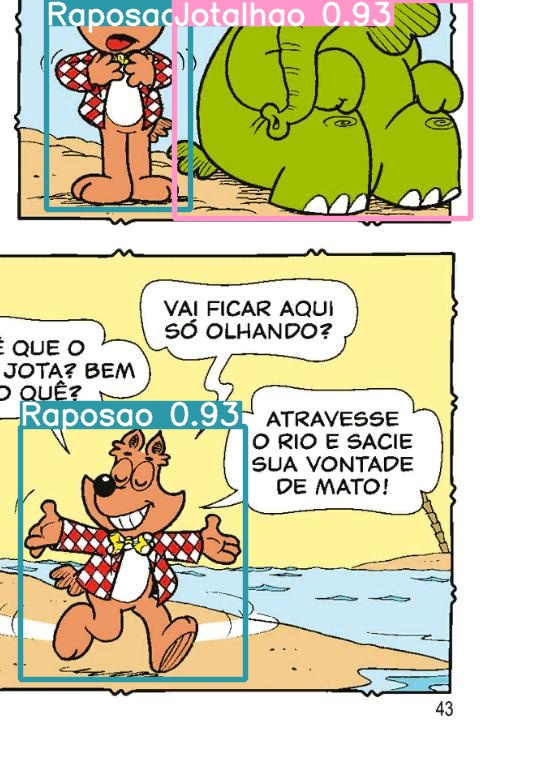 Raposao
Jotalhao 0.93
VAI FICAR AQUI
SÓ OLHANDO?
É QUE O
JOTA? BEM
O QUÊ?
Raposao 0.93
ATRAVESSE
O RIO E SACIE
SUA VONTADE
DE MATO!
43